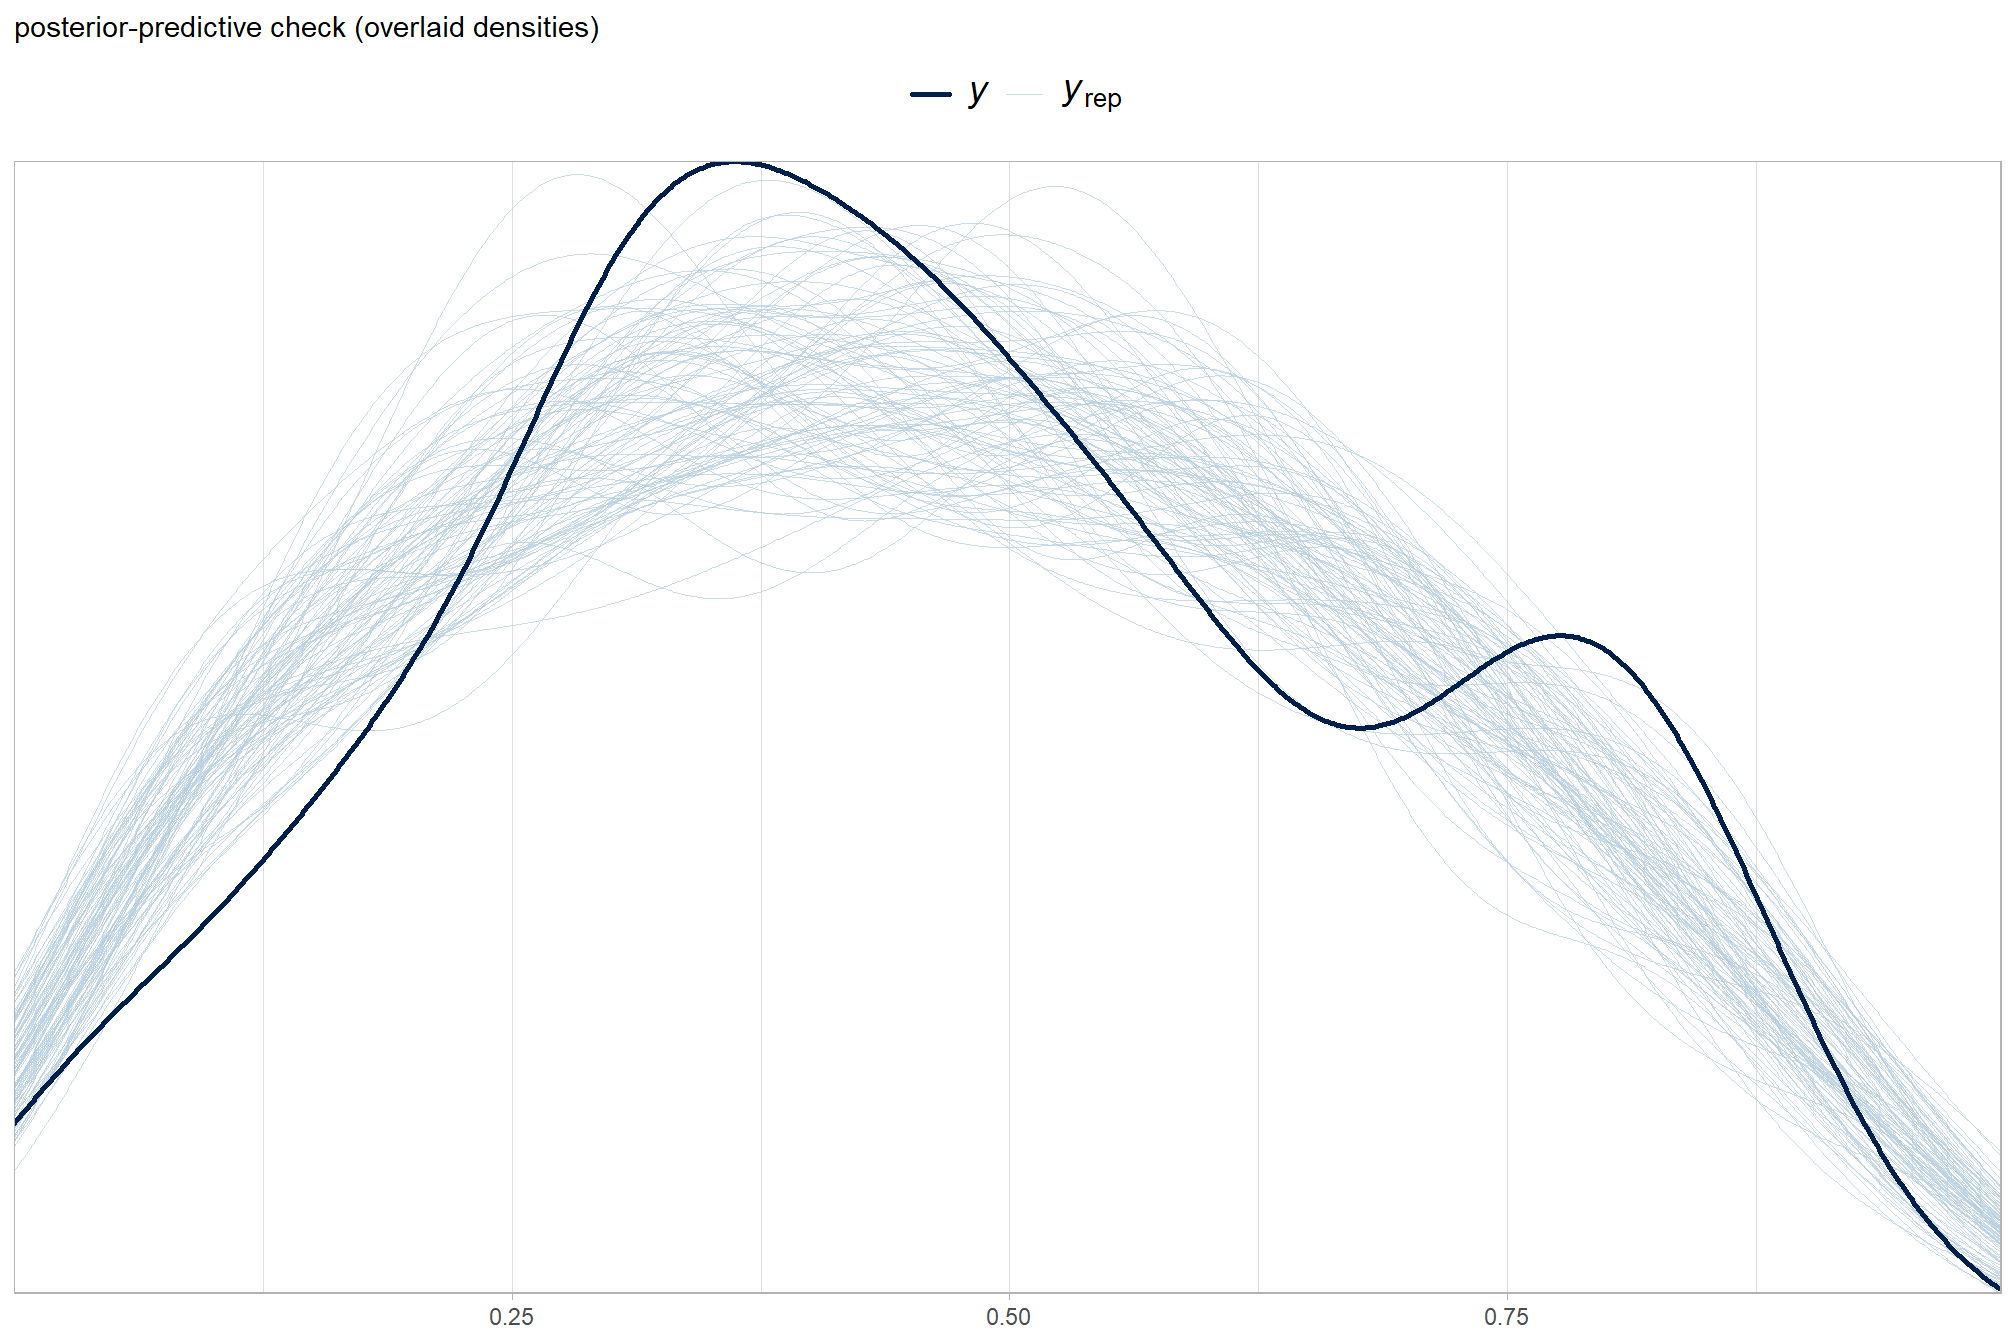 posterior-predictive check (overlaid densities)
y y rep
0.25 0.50 0.75